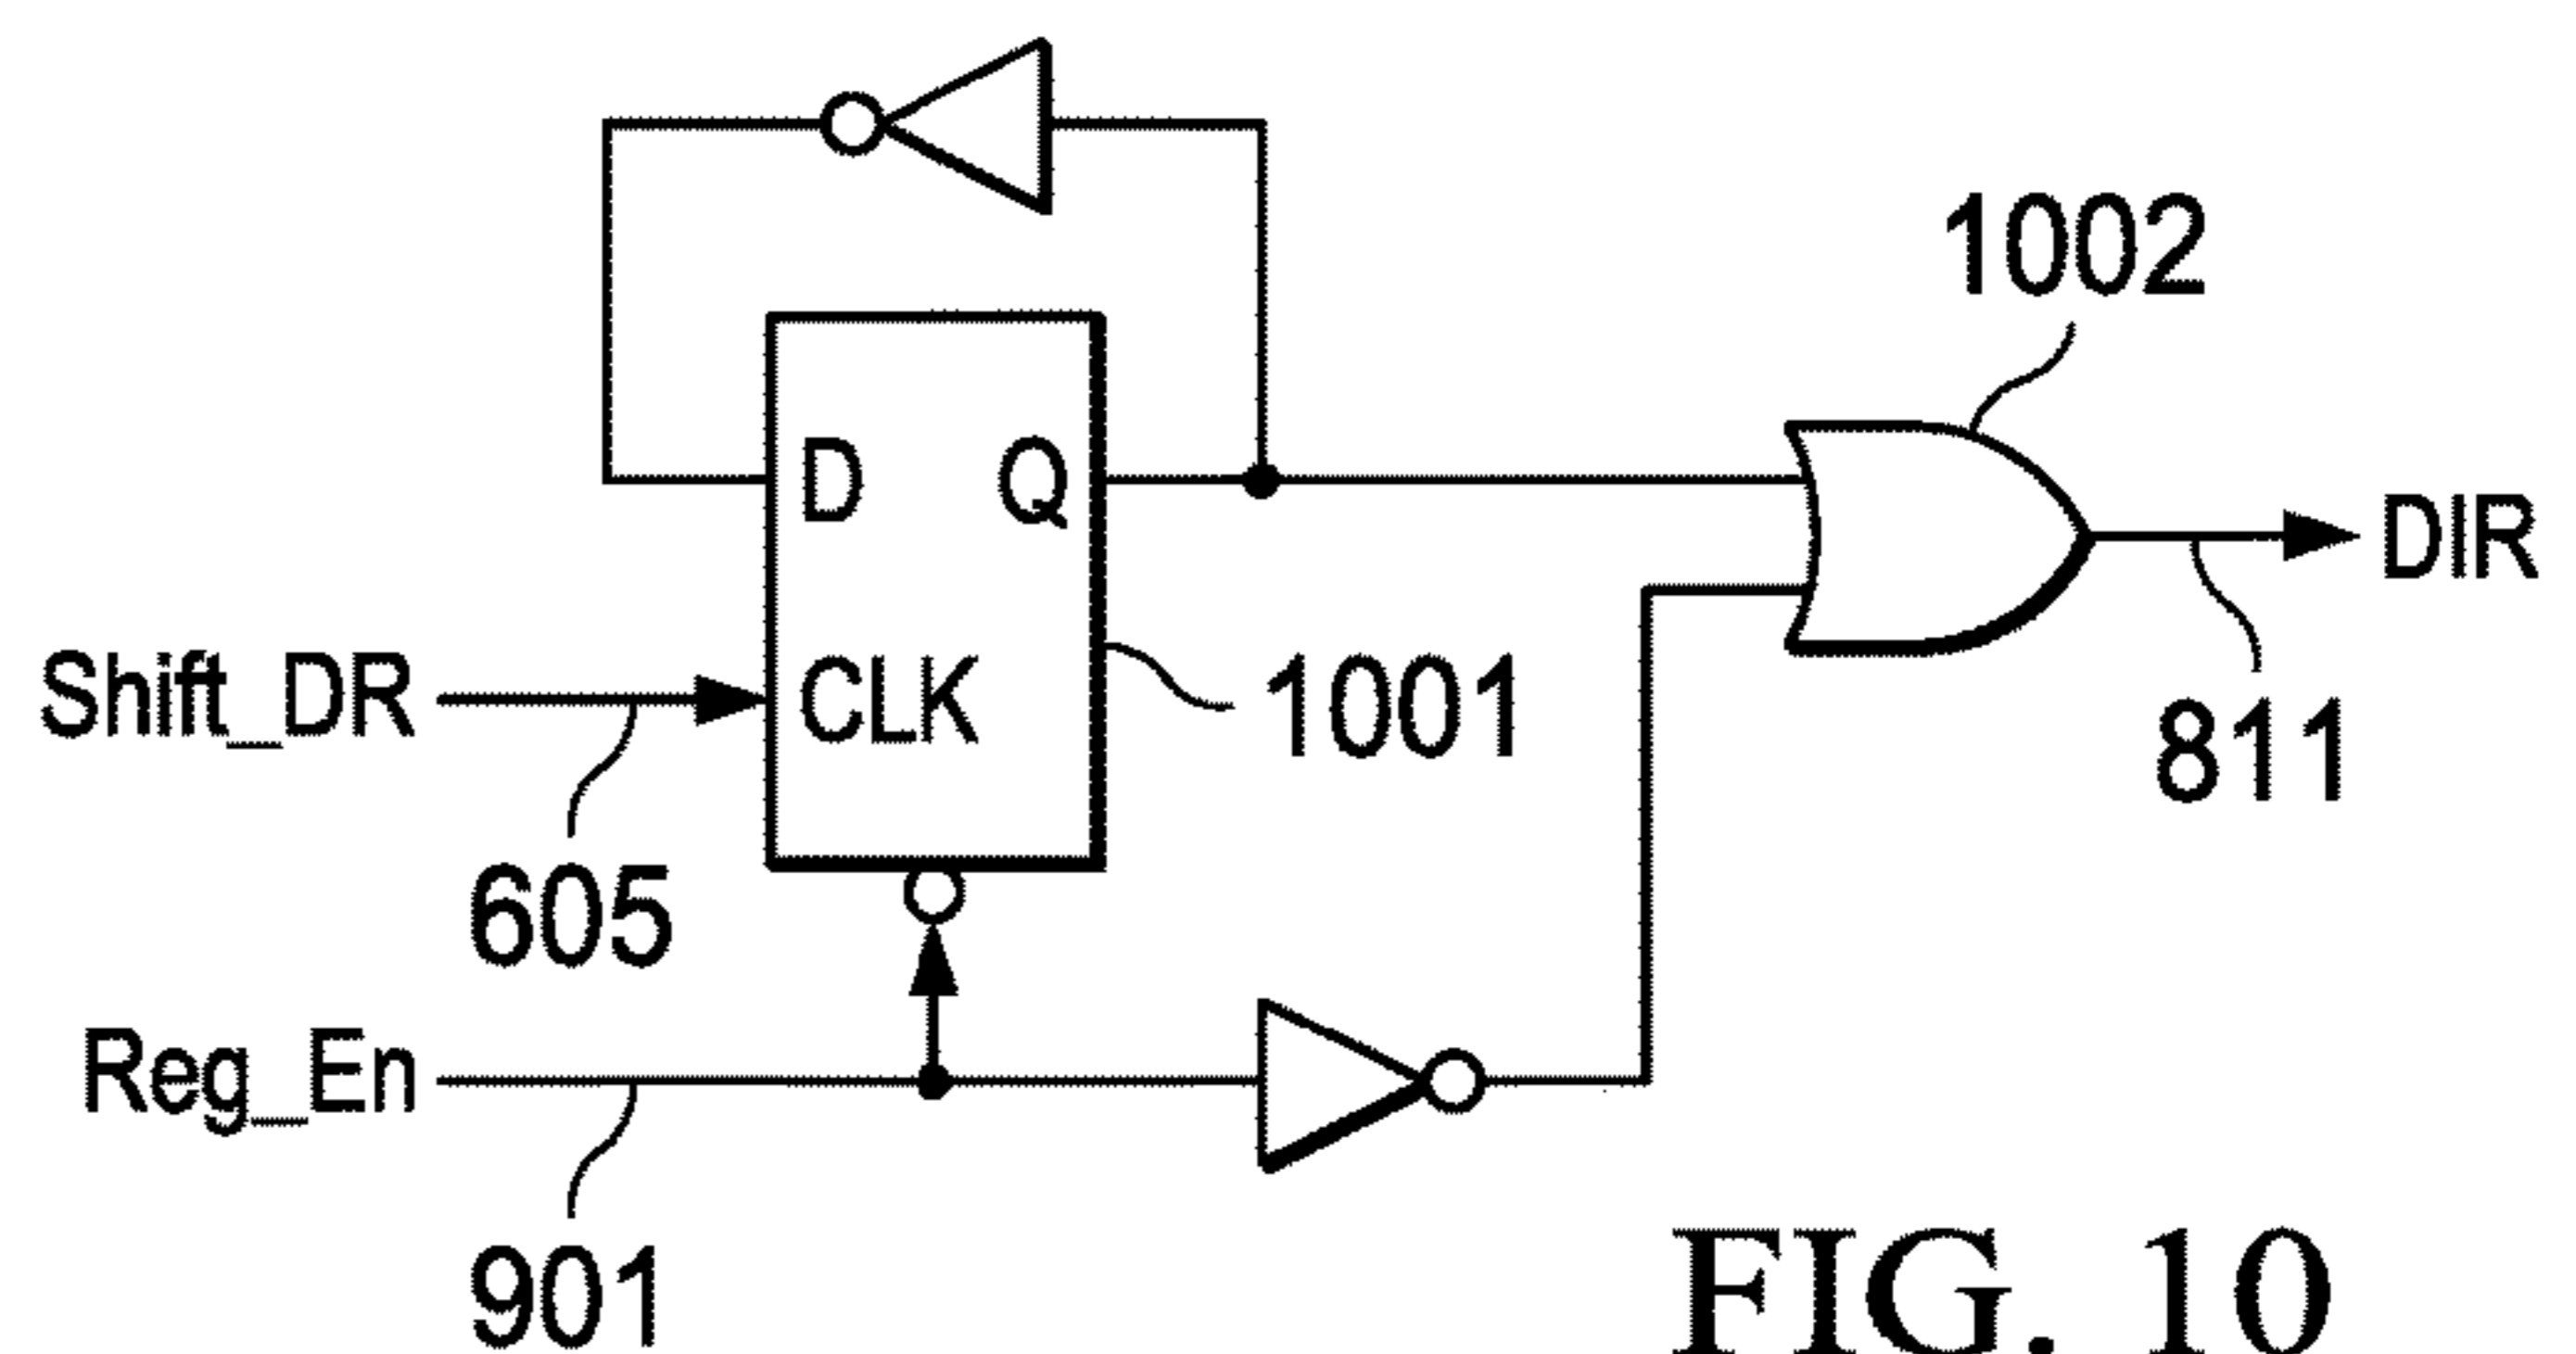 1002
D Q
DIR
Shift_DR
CLK
1001
811
605
Reg_En
901
FIG. 10